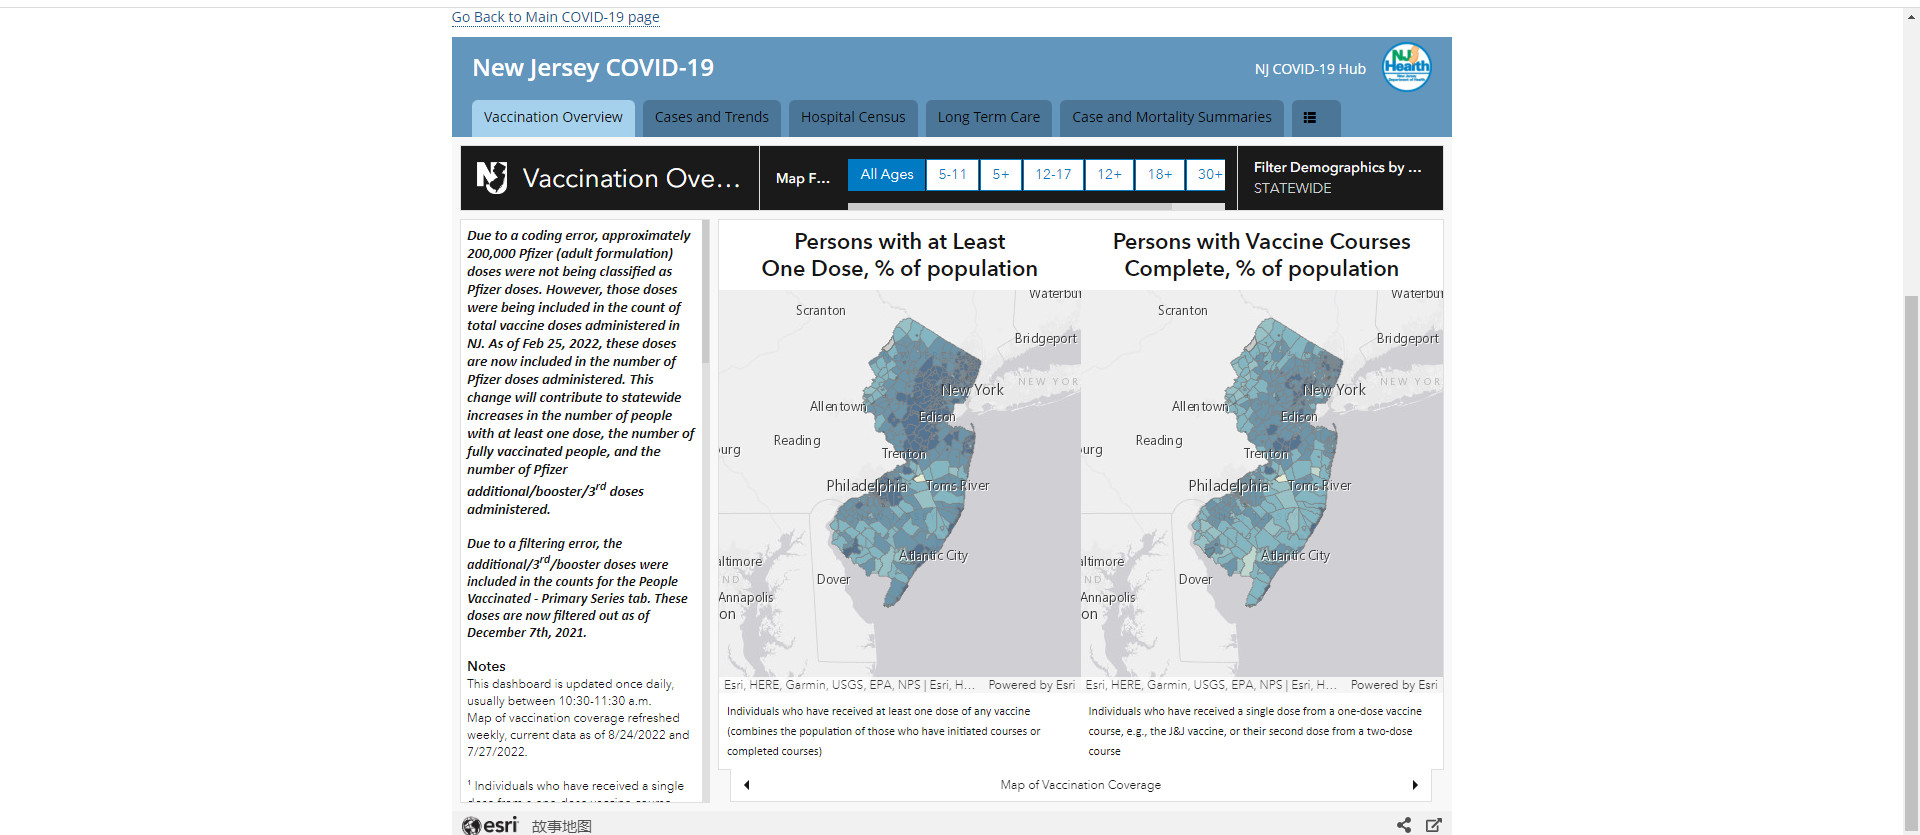 Go Back to Main COVID-19 page
New Jersey COVID-19
NJ COVID-19 Hub
NJ
Health
Vaccination Overview
Cases and Trends
Hospital Census
Long Term Care
Case and Mortality Summaries
Vaccination Ove...
Map F...
All Ages
5-11
5+
12-17
12+
18+
30+
Filter Demographics by ...
STATEWIDE
Due to a coding error, approximately
200,000 Pfizer (adult formulation)
doses were not being classified as
Pfizer doses. However, those doses
were being included in the count of
total vaccine doses administered in
NJ. As of Feb 25, 2022, these doses
are now included in the number of
Pfizer doses administered. This
change will contribute to statewide
increases in the number of people
with at least one dose, the number of
fully vaccinated people, and the
number of Pfizer
additional/booster/3rd doses
administered.
Due to a filtering error, the
additional/3rd/booster doses were
included in the counts for the People
Vaccinated - Primary Series tab. These
doses are now filtered out as of
December 7th, 2021.
Notes
This dashboard is updated once daily,
usually between 10:30-11:30 a.m.
Map of vaccination coverage refreshed
weekly, current data as of 8/24/2022 and
7/27/2022.
¹ Individuals who have received a single
Persons with at Least
One Dose, % of population
Waterbur
Scranton
Bridgeport
NEW YOR
New York
Allentown
Edison
Reading
urg
Trenton
Philadelphia
Toms River
Atlantic City
altimore
ND
Dover
Annapolis
on
Esri, HERE, Garmin, USGS, EPA, NPS | Esri, H...
Powered by Esri
Individuals who have received at least one dose of any vaccine
(combines the population of those who have initiated courses or
completed courses)
Persons with Vaccine Courses
Complete, % of population
Waterbur
Scranton
Bridgeport
NEW YOR
New York
Allentown
Edison
Reading
urg
Trenton
Philadelphia
Toms River
Atlantic City
altimore
ND
Dover
Annapolis
on
Esri, HERE, Garmin, USGS, EPA, NPS | Esri, H...
Powered by Esri
Individuals who have received a single dose from a one-dose vaccine
course, e.g., the J&J vaccine, or their second dose from a two-dose
course
Map of Vaccination Coverage
esri
故事地图